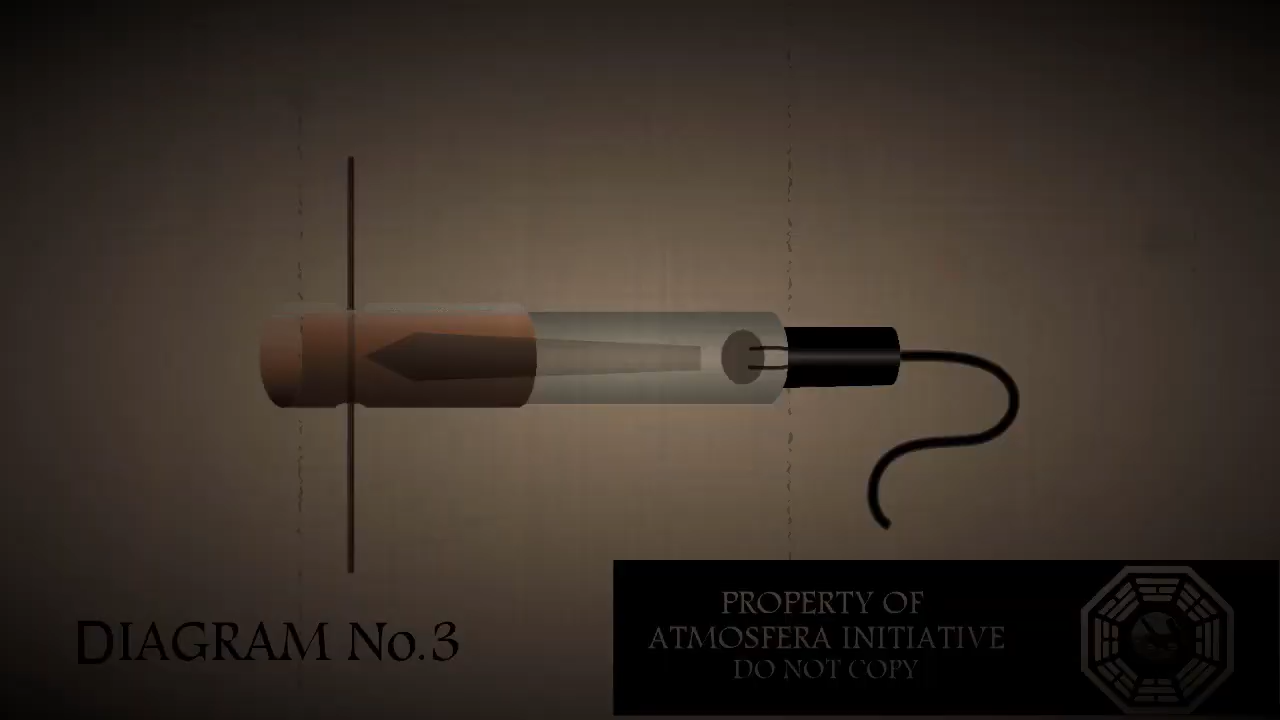 DIAGRAM No.3
PROPERTY OF
ATMOSFERA INITIATIVE
DO NOT COPY